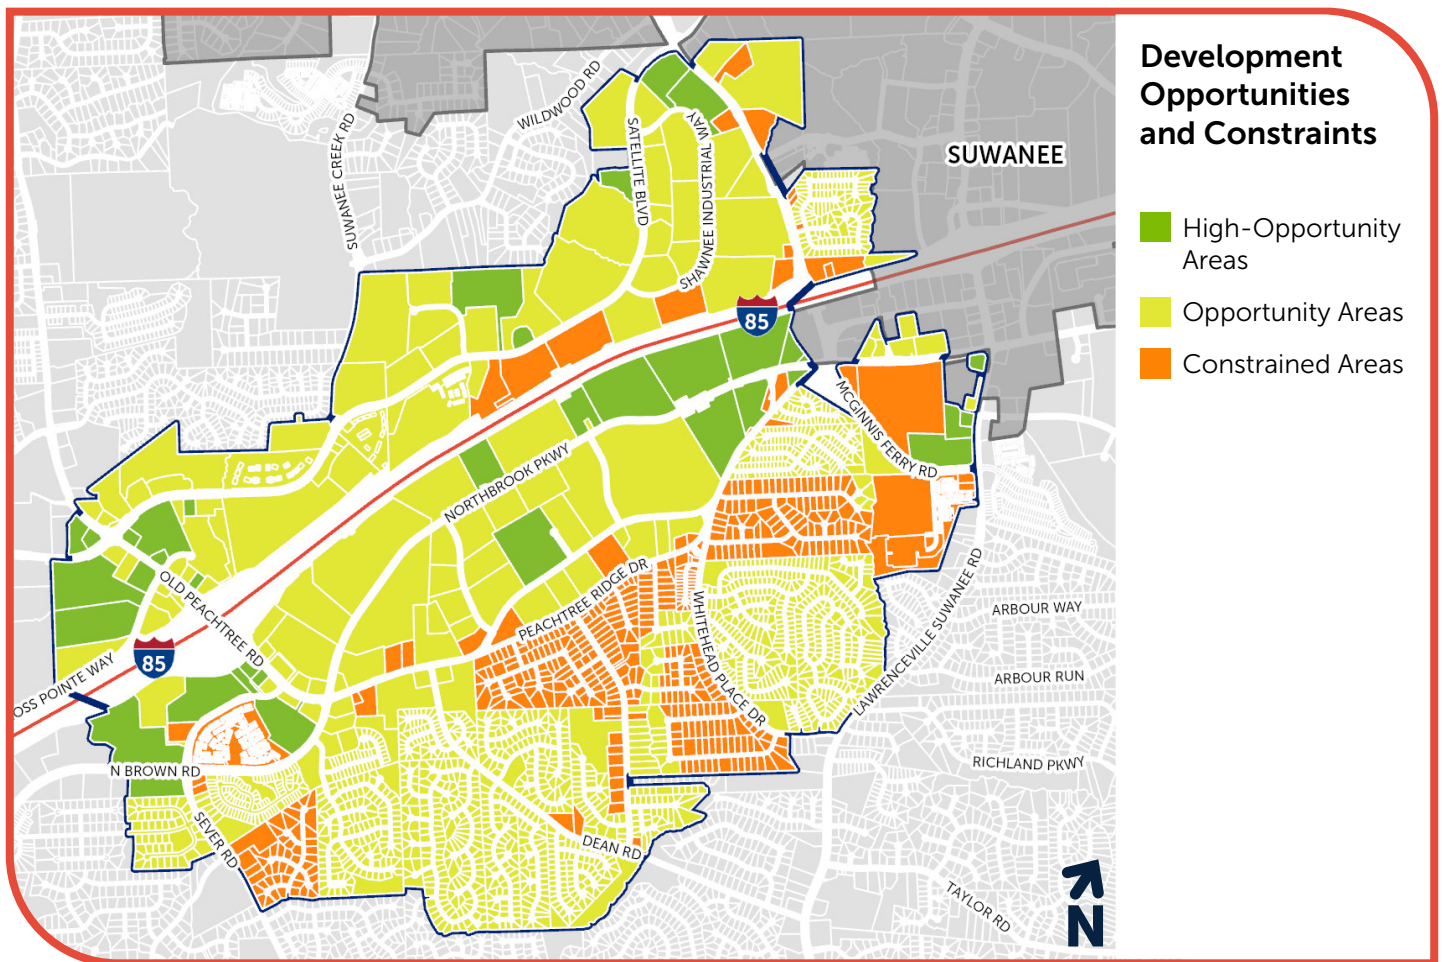 Development
Opportunities
and Constraints
High-Opportunity
Areas
Opportunity Areas
Constrained Areas
SUWANEE
WILDWOOD RD
SUWANEE CREEK RD
SATELLITE BLVD
SHAWNEE INDUSTRIAL WAY
85
MCGINNIS FERRY RD
NORTHBROOK PKWY
PEACHTREE RIDGE DR
OLD PEACHTREE RD
WHITEHEAD PLACE DR
LAWRENCEVILLE SUWANEE RD
ARBOUR WAY
85
OSS POINTE WAY
ARBOUR RUN
N BROWN RD
RICHLAND PKWY
SEVER RD
DEAN RD
TAYLOR RD
N